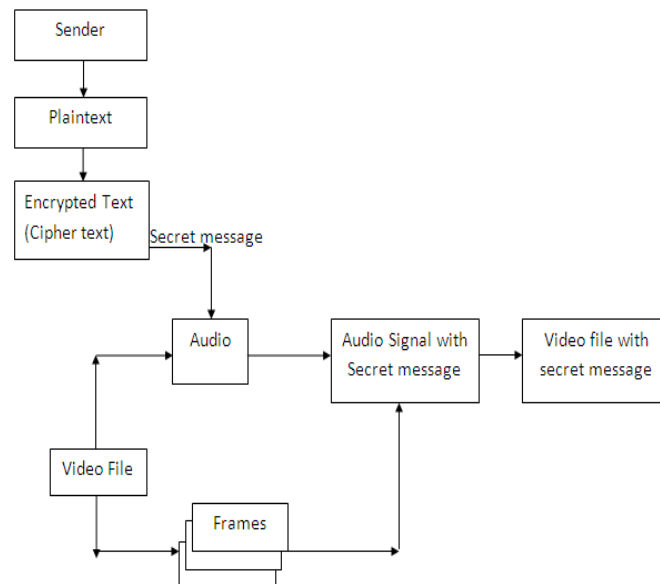 Sender
Plaintext
Encrypted Text
(Cipher text)
Secret message
Audio
Audio Signal with
Secret message
Video file with
secret message
Video File
Frames